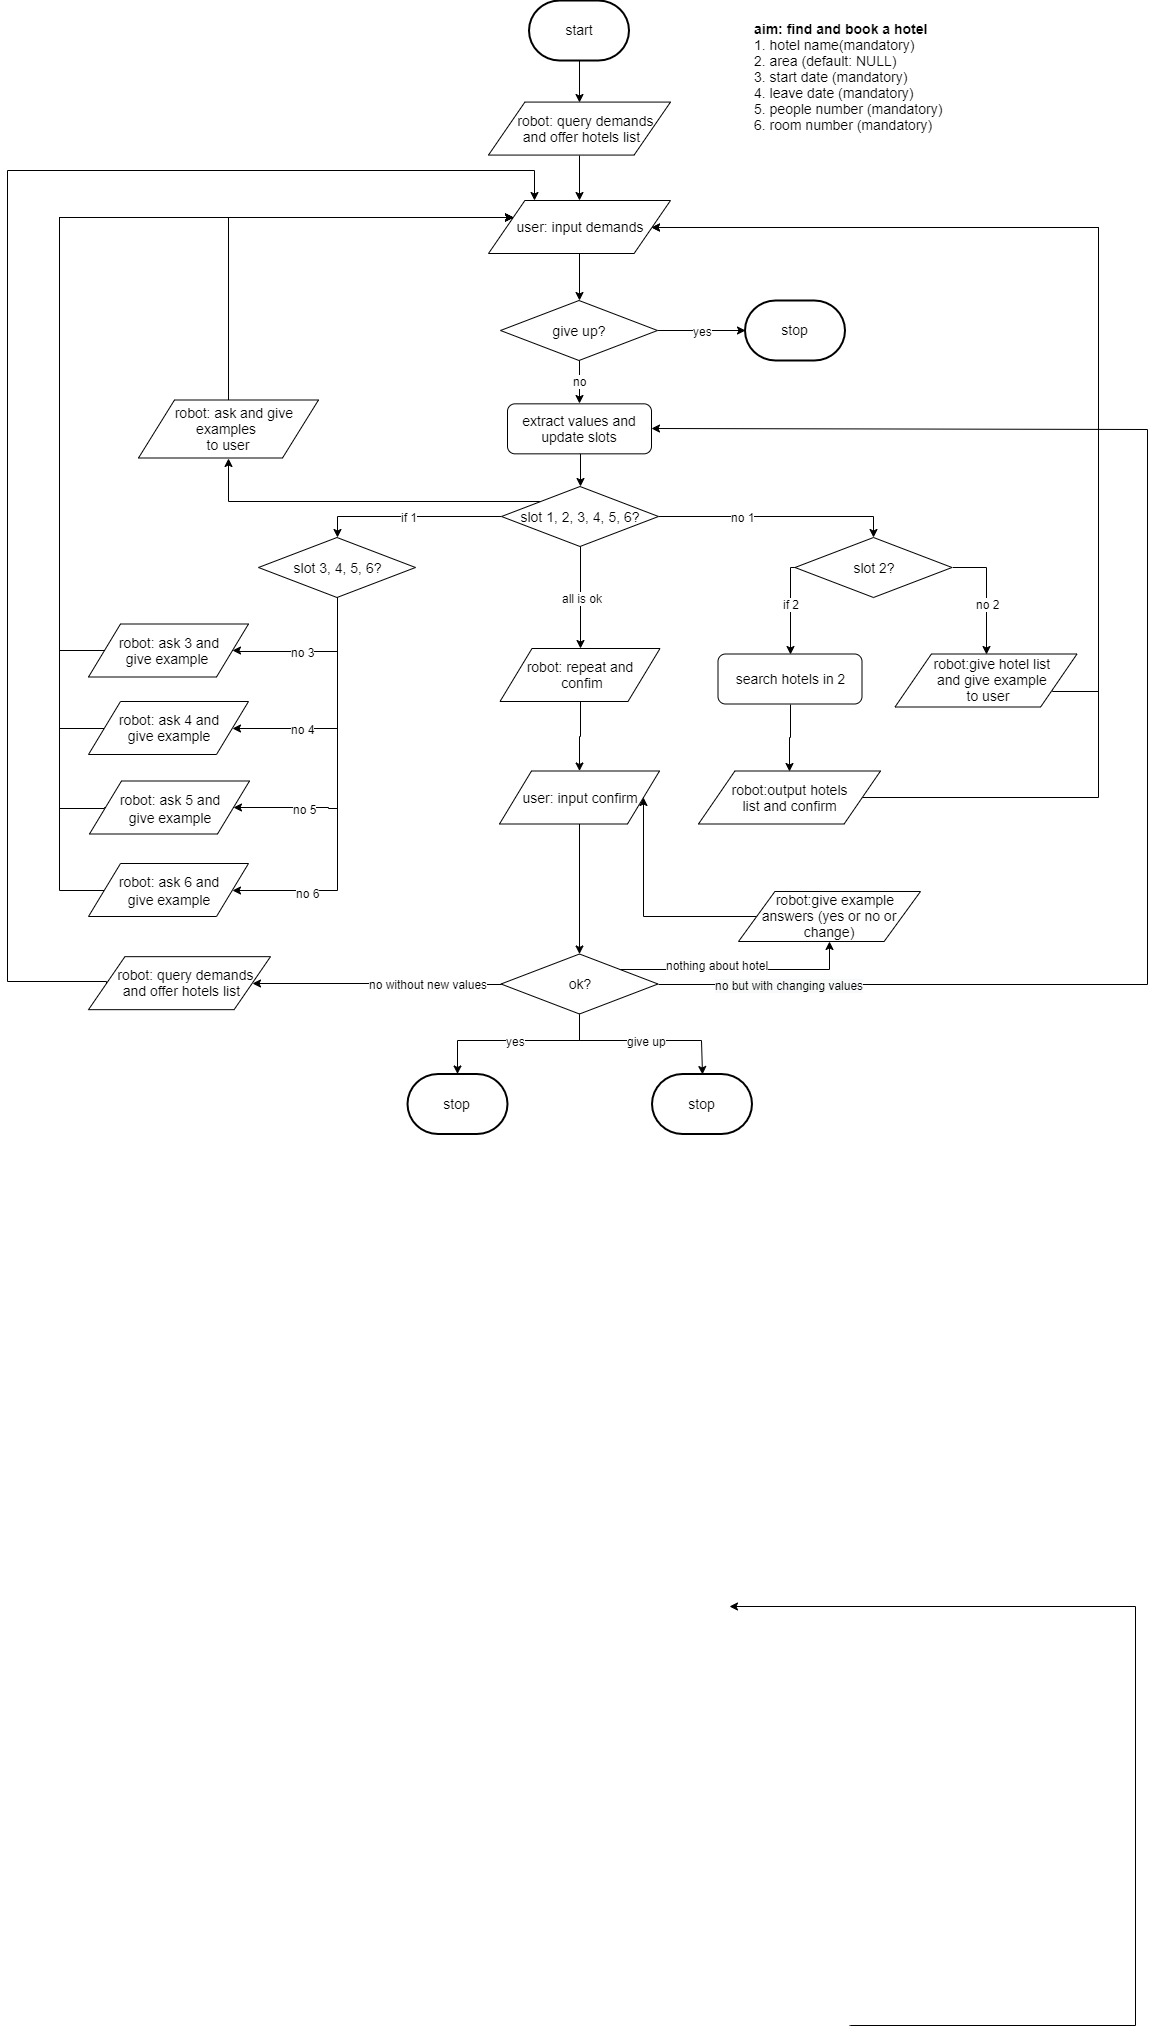 start
aim: find and book a hotel
1. hotel name(mandatory)
2. area (default: NULL)
3. start date (mandatory)
4. leave date (mandatory)
5. people number (mandatory)
6. room number (mandatory)
robot: query demands
and offer hotels list
user: input demands
give up?
yes
stop
no
robot: ask and give
examples
to user
extract values and
update slots
slot 1, 2, 3, 4, 5, 6?
if 1
no 1
slot 3, 4, 5, 6?
slot 2?
all is ok
if 2
no 2
robot: ask 3 and
give example
no 3
robot: repeat and
confim
search hotels in 2
robot:give hotel list
and give example
to user
robot: ask 4 and
give example
no 4
robot: ask 5 and
give example
no 5
user: input confirm
robot:output hotels
list and confirm
robot: ask 6 and
give example
no 6
robot:give example
answers (yes or no or
change)
robot: query demands
and offer hotels list
no without new values
ok?
nothing about hotel
no but with changing values
yes
give up
stop
stop